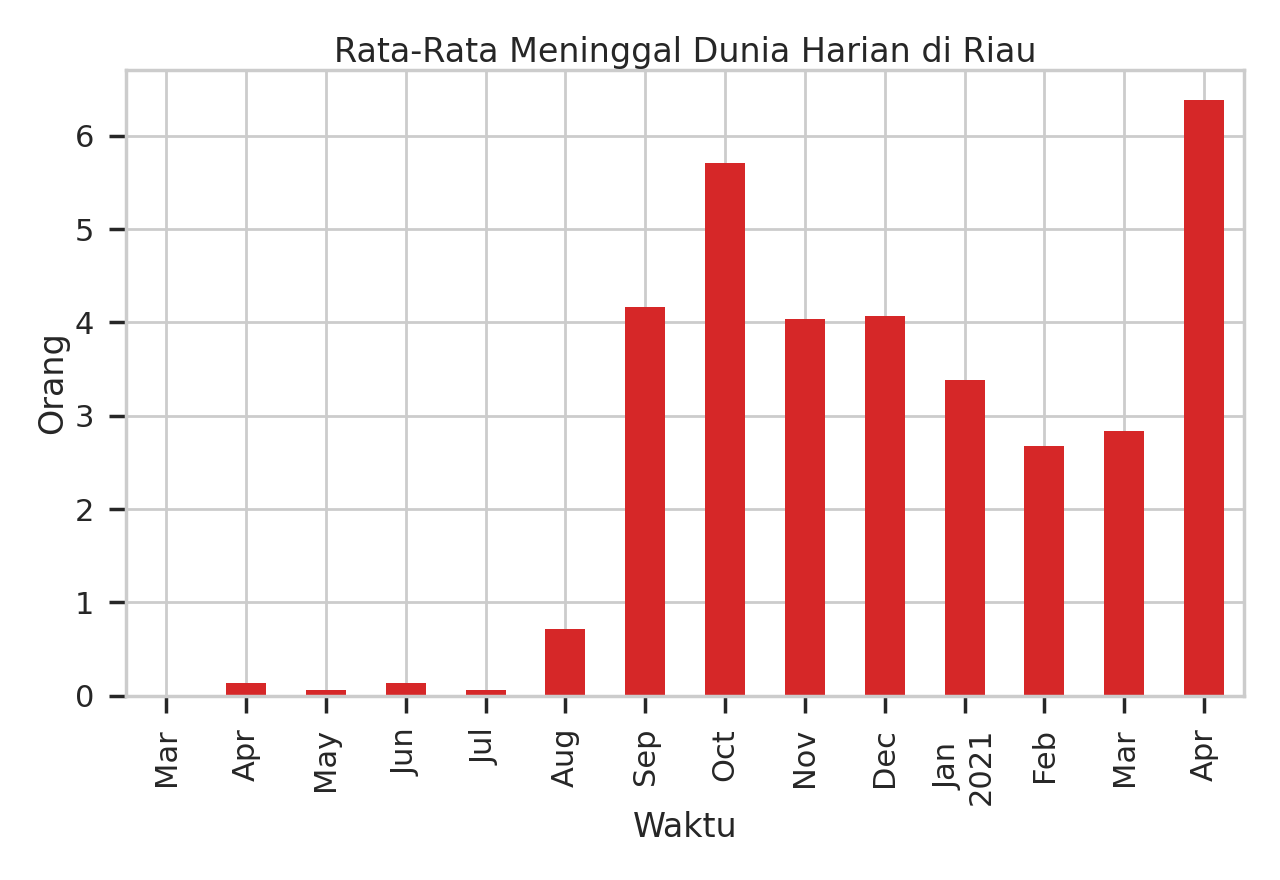 Rata-Rata Meninggal Dunia Harian di Riau
6
5
4
3
2
1
0
Orang
Mar
Apr
May
Jun
Jul
Aug
Sep
Oct
Nov
Dec
Jan
2021
Feb
Mar
Apr
Waktu